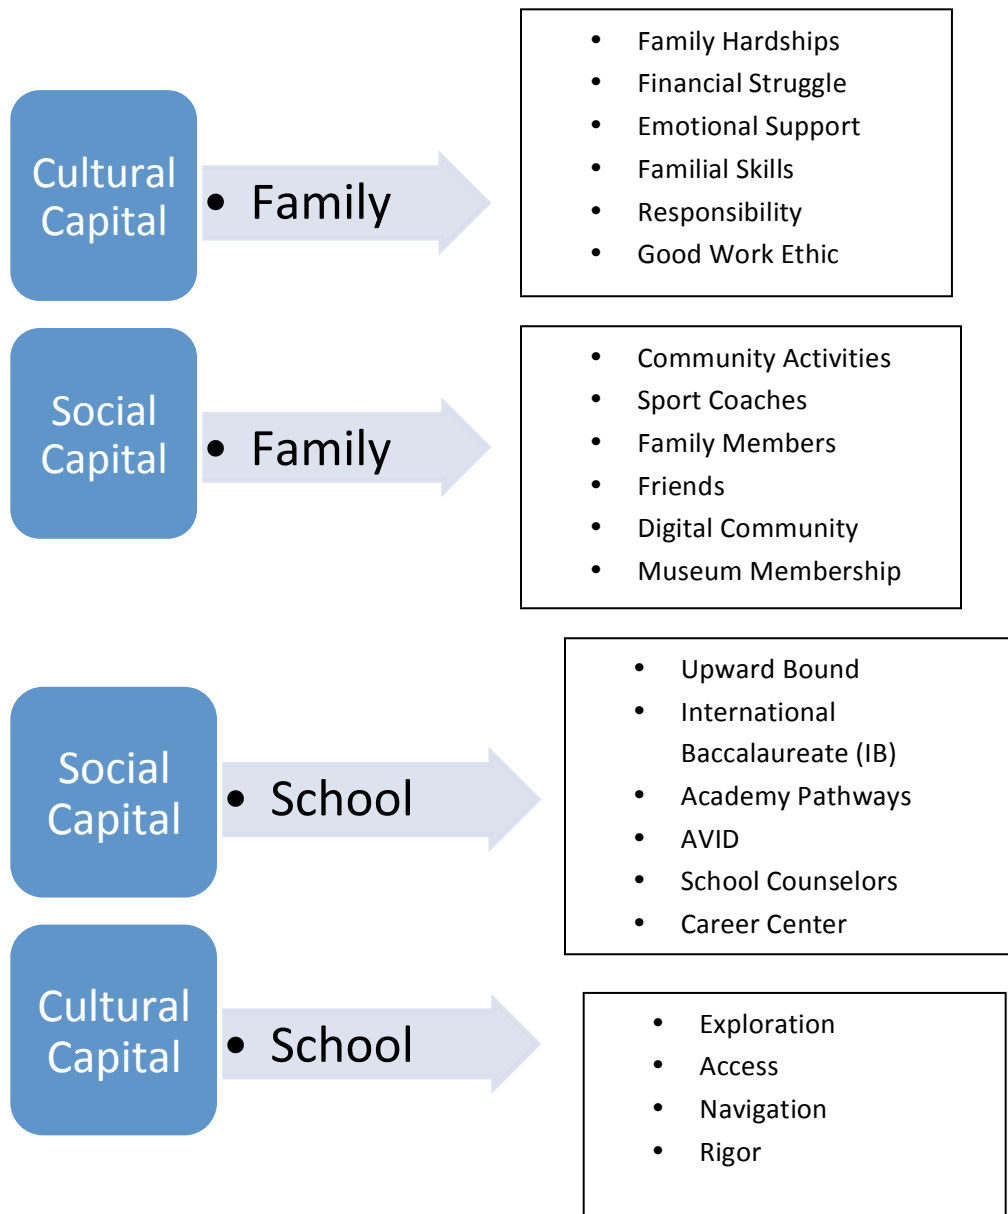 Cultural
Capital
• Family
• Family Hardships
• Financial Struggle
• Emotional Support
• Familial Skills
• Responsibility
• Good Work Ethic
Social
Capital
• Family
• Community Activities
• Sport Coaches
• Family Members
• Friends
• Digital Community
• Museum Membership
Social
Capital
• School
• Upward Bound
• International
Baccalaureate (IB)
• Academy Pathways
• AVID
• School Counselors
• Career Center
Cultural
Capital
• School
• Exploration
• Access
• Navigation
• Rigor